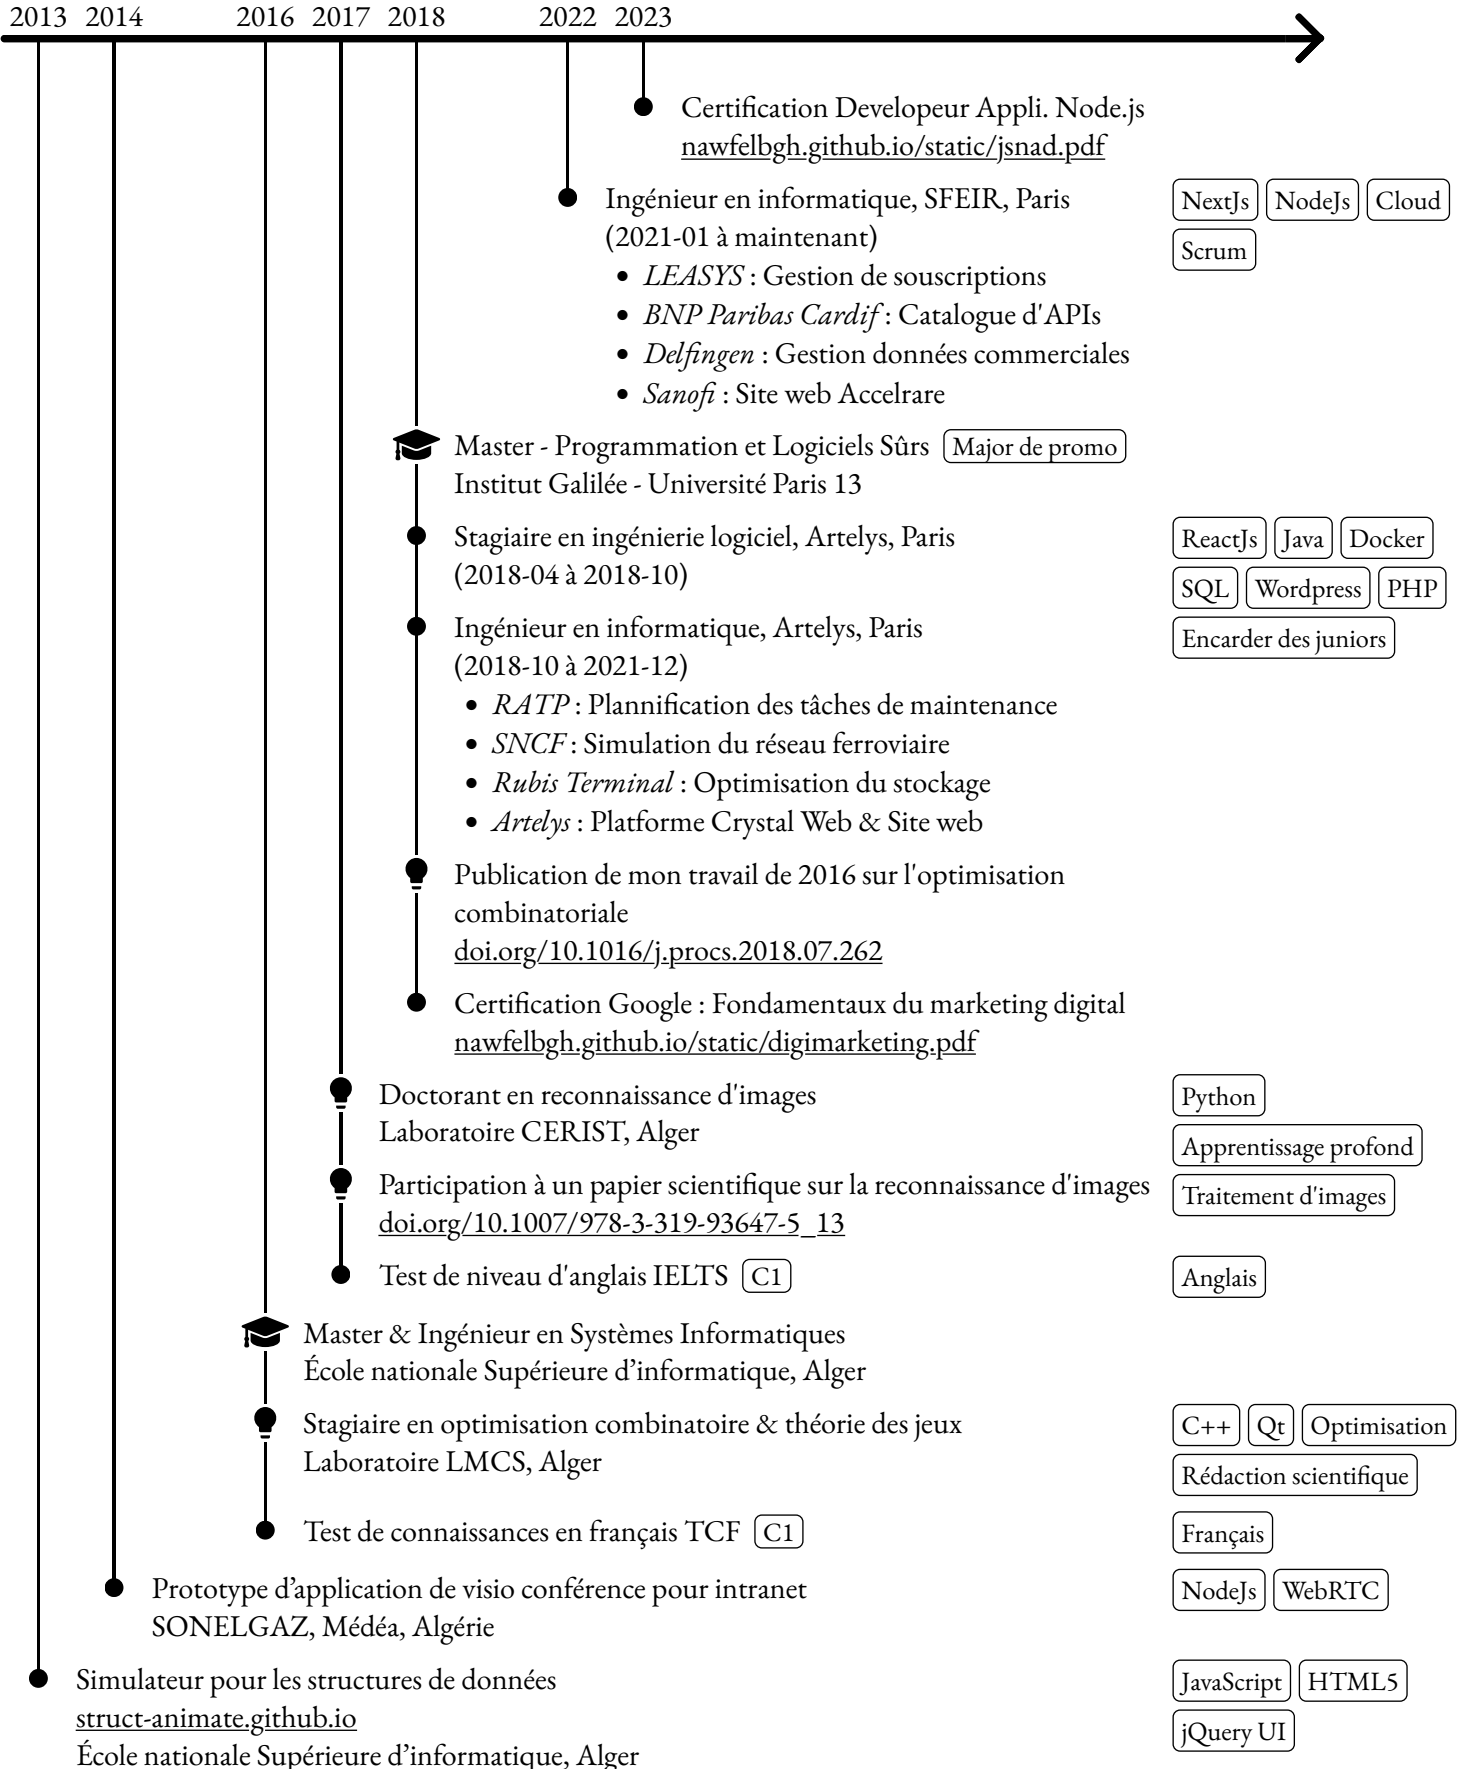 2013 2014 2016 2017 2018 2022 2023
Certification Developeur Appli. Node.js
nawfelbgh.github.io/static/jsnad.pdf
Ingénieur en informatique, SFEIR, Paris
(2021-01 à maintenant)
• LEASYS : Gestion de souscriptions
• BNP Paribas Cardif : Catalogue d'APIs
• Delfingen : Gestion données commerciales
• Sanofi : Site web Accelrare
NextJs NodeJs Cloud
Scrum
Master - Programmation et Logiciels Sûrs Major de promo
Institut Galilée - Université Paris 13
Stagiaire en ingénierie logiciel, Artelys, Paris
(2018-04 à 2018-10)
Ingénieur en informatique, Artelys, Paris
(2018-10 à 2021-12)
• RATP : Plannification des tâches de maintenance
• SNCF : Simulation du réseau ferroviaire
• Rubis Terminal : Optimisation du stockage
• Artelys : Platforme Crystal Web & Site web
ReactJs Java Docker
SQL Wordpress PHP
Encarder des juniors
Publication de mon travail de 2016 sur l'optimisation
combinatoriale
doi.org/10.1016/j.procs.2018.07.262
Certification Google : Fondamentaux du marketing digital
nawfelbgh.github.io/static/digimarketing.pdf
Doctorant en reconnaissance d'images
Laboratoire CERIST, Alger
Participation à un papier scientifique sur la reconnaissance d'images
doi.org/10.1007/978-3-319-93647-5_13
Python
Apprentissage profond
Traitement d'images
Test de niveau d'anglais IELTS C1
Anglais
Master & Ingénieur en Systèmes Informatiques
École nationale Supérieure d’informatique, Alger
Stagiaire en optimisation combinatoire & théorie des jeux
Laboratoire LMCS, Alger
C++ Qt Optimisation
Rédaction scientifique
Test de connaissances en français TCF C1
Français
Prototype d’application de visio conférence pour intranet
SONELGAZ, Médéa, Algérie
NodeJs WebRTC
Simulateur pour les structures de données
struct-animate.github.io
École nationale Supérieure d’informatique, Alger
JavaScript HTML5
jQuery UI